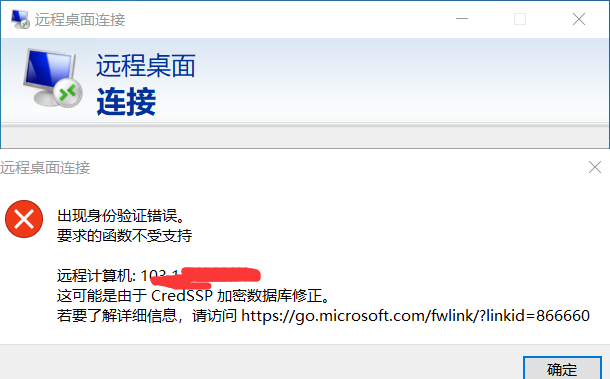 远程桌面连接
远程桌面
连接
远程桌面连接
出现身份验证错误。
要求的函数不受支持
远程计算机: 103.1
这可能是由于 CredSSP 加密数据库修正。
若要了解详细信息，请访问 https://go.microsoft.com/fwlink/?linkid=866660
确定